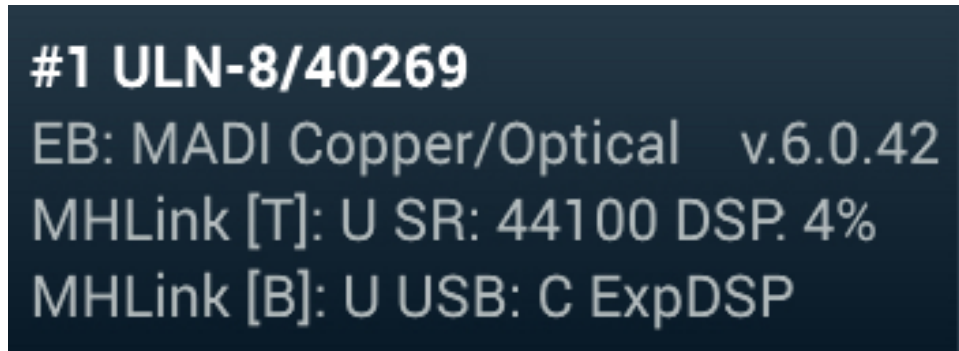 #1 ULN-8/40269
EB: MADI Copper/Optical v.6.0.42
MHLink [T]: U SR: 44100 DSP: 4%
MHLink [B]: U USB: C ExpDSP